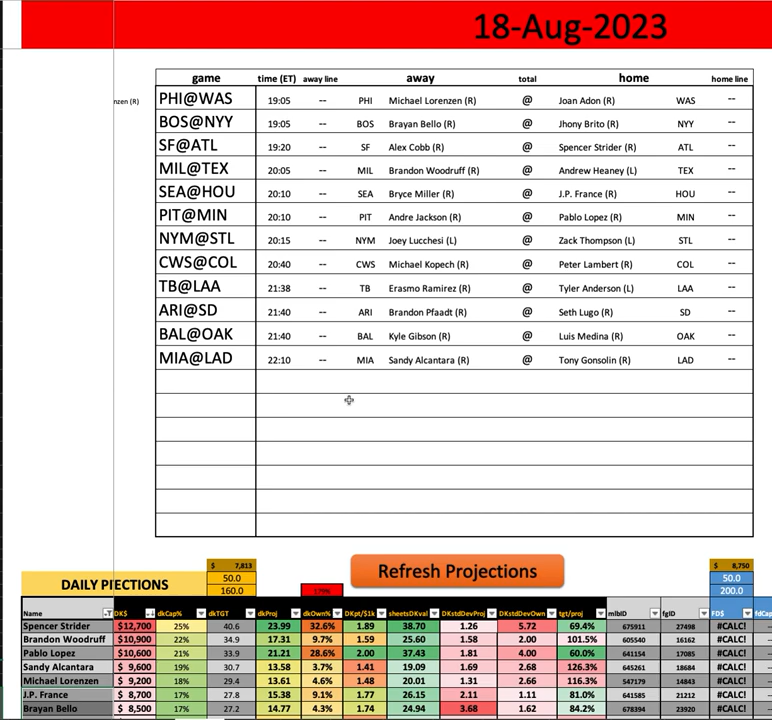 18-Aug-2023
game time (ET) away line away total home home line
nzen (R)
PHI@WAS 19:05 -- PHI Michael Lorenzen (R) @ Joan Adon (R) WAS --
BOS@NYY 19:05 -- BOS Brayan Bello (R) @ Jhony Brito (R) NYY --
SF@ATL 19:20 -- SF Alex Cobb (R) @ Spencer Strider (R) ATL --
MIL@TEX 20:05 -- MIL Brandon Woodruff (R) @ Andrew Heaney (L) TEX --
SEA@HOU 20:10 -- SEA Bryce Miller (R) @ J.P. France (R) HOU --
PIT@MIN 20:10 -- PIT Andre Jackson (R) @ Pablo Lopez (R) MIN --
NYM@STL 20:15 -- NYM Joey Lucchesi (L) @ Zack Thompson (L) STL --
CWS@COL 20:40 -- CWS Michael Kopech (R) @ Peter Lambert (R) COL --
TB@LAA 21:38 -- TB Erasmo Ramirez (R) @ Tyler Anderson (L) LAA --
ARI@SD 21:40 -- ARI Brandon Pfaadt (R) @ Seth Lugo (R) SD --
BAL@OAK 21:40 -- BAL Kyle Gibson (R) @ Luis Medina (R) OAK --
MIA@LAD 22:10 -- MIA Sandy Alcantara (R) @ Tony Gonsolin (R) LAD --
$ 7,813 Refresh Projections $ 8,750
DAILY PIECTIONS 50.0 50.0
160.0 200.0
Name DK$ dkCap% dkTGT dkProj dkOwn% DKpt/$1k sheetsDKval DKstdDevProj DKstdDevOwn tgt/proj mlbID fgID FD$ fdCap
Spencer Strider $12,700 25% 40.6 23.99 32.6% 1.89 38.70 1.26 5.72 69.4% 675911 27498 #CALC!
Brandon Woodruff $10,900 22% 34.9 17.31 9.7% 1.59 25.60 1.58 2.00 101.5% 605540 16162 #CALC!
Pablo Lopez $10,600 21% 33.9 21.21 28.6% 2.00 37.43 1.81 4.00 60.0% 641154 17085 #CALC!
Sandy Alcantara $ 9,600 19% 30.7 13.58 3.7% 1.41 19.09 1.69 2.68 126.3% 645261 18684 #CALC!
Michael Lorenzen $ 9,200 18% 29.4 13.61 4.6% 1.48 20.01 1.31 2.66 116.3% 547179 14843 #CALC!
J.P. France $ 8,700 17% 27.8 15.38 9.1% 1.77 26.15 2.11 1.11 81.0% 641585 21212 #CALC!
Brayan Bello $ 8,500 17% 27.2 14.77 4.3% 1.74 24.94 3.68 1.62 84.2% 678394 23920 #CALC!